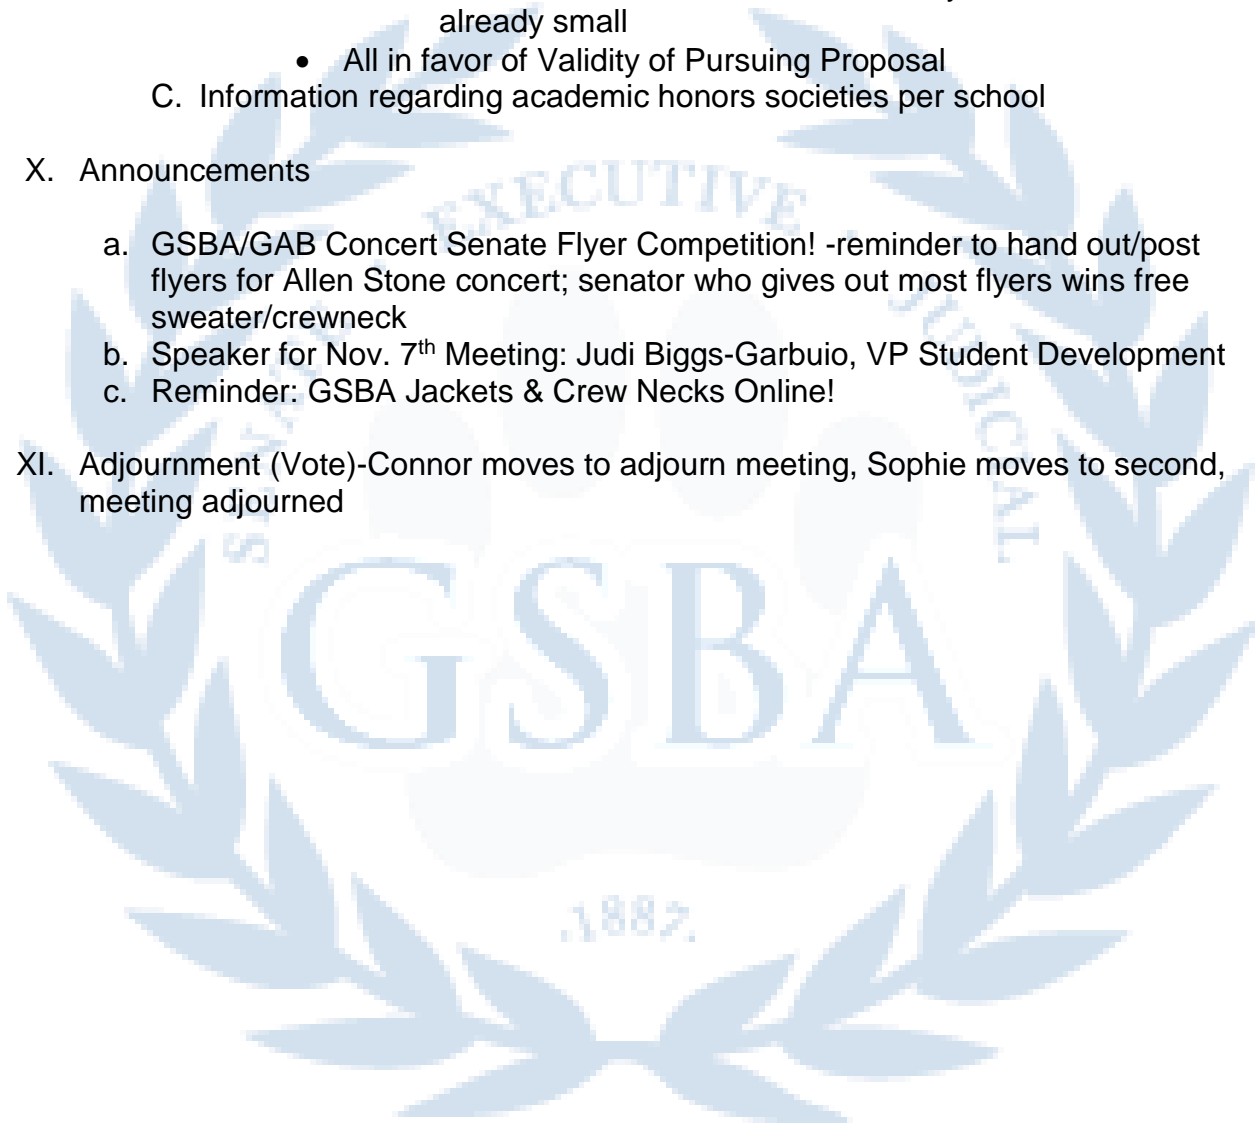 already small
• All in favor of Validity of Pursuing Proposal
C. Information regarding academic honors societies per school
X. Announcements
a. GSBA/GAB Concert Senate Flyer Competition! -reminder to hand out/post
flyers for Allen Stone concert; senator who gives out most flyers wins free
sweater/crewneck
b. Speaker for Nov. 7th Meeting: Judi Biggs-Garbuio, VP Student Development
c. Reminder: GSBA Jackets & Crew Necks Online!
XI. Adjournment (Vote)-Connor moves to adjourn meeting, Sophie moves to second,
meeting adjourned
SENATE • EXECUTIVE • JUDICIAL
GSBA
.1887.